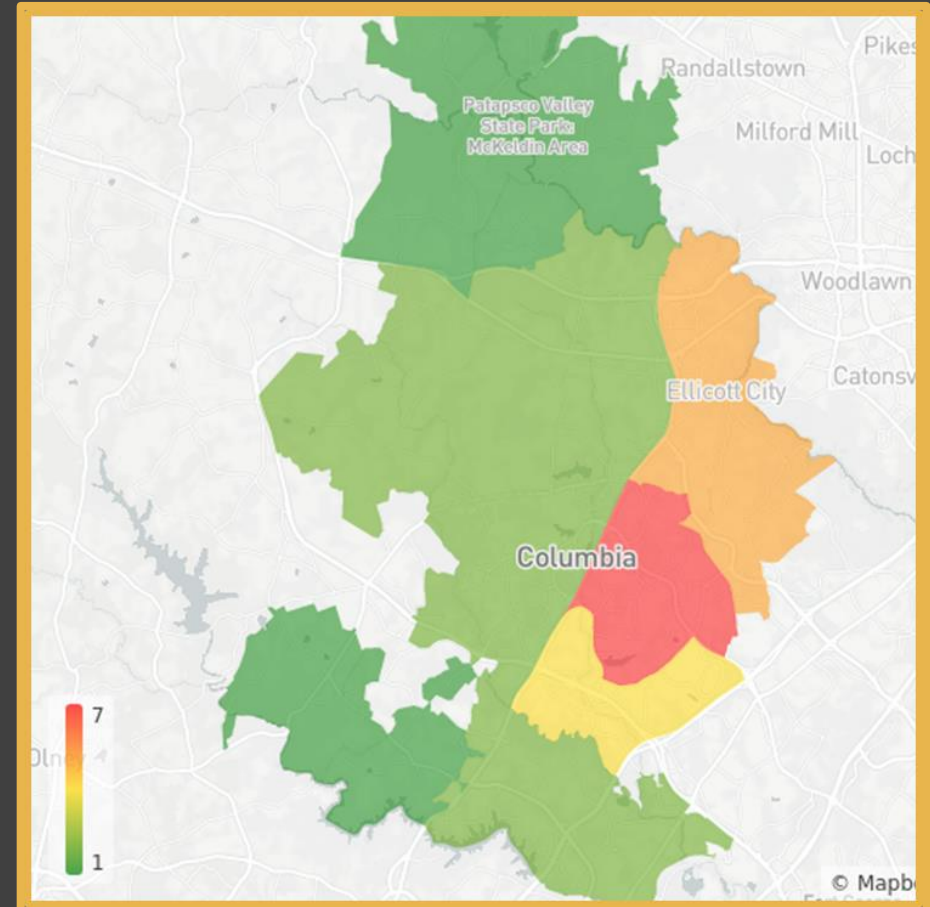 Pikes
Randallstown
Patapsco Valley
State Park:
McKeldin Area
Milford Mill
Loch
Woodlawn
Catonsv
Ellicott City
Columbia
7
Olney
1
© Mapb